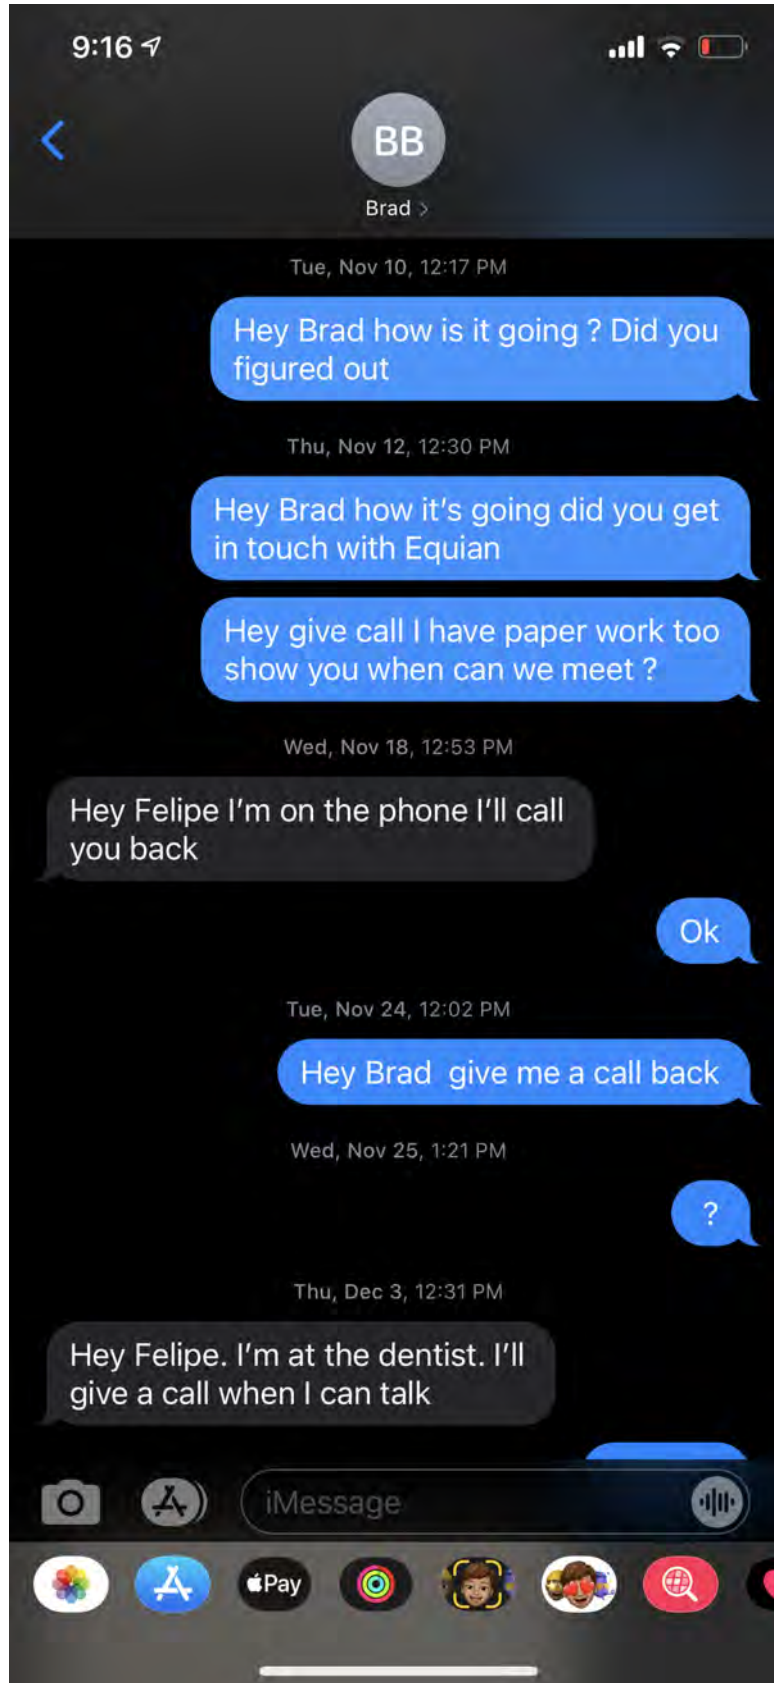 9:16
BB
Brad
Tue, Nov 10, 12:17 PM
Hey Brad how is it going ? Did you
figured out
Thu, Nov 12, 12:30 PM
Hey Brad how it's going did you get
in touch with Equian
Hey give call I have paper work too
show you when can we meet ?
Wed, Nov 18, 12:53 PM
Hey Felipe I'm on the phone I'll call
you back
Ok
Tue, Nov 24, 12:02 PM
Hey Brad  give me a call back
Wed, Nov 25, 1:21 PM
?
Thu, Dec 3, 12:31 PM
Hey Felipe. I'm at the dentist. I'll
give a call when I can talk
iMessage
Pay